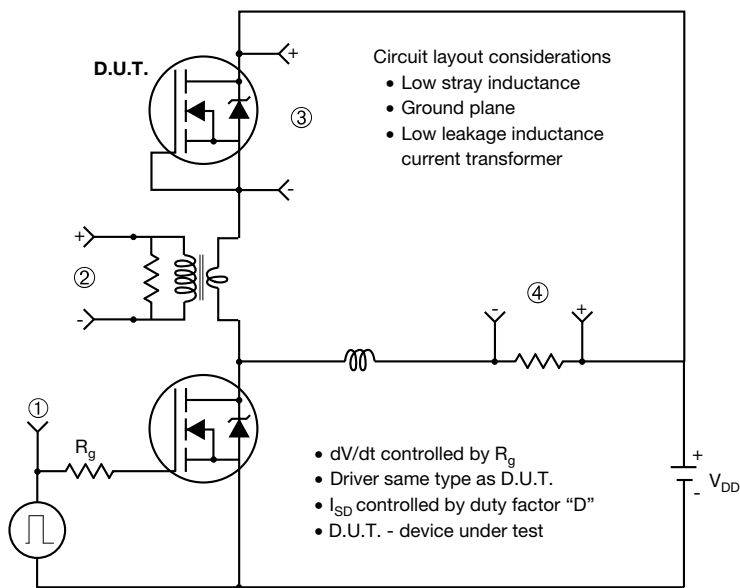 D.U.T.
+
Circuit layout considerations
• Low stray inductance
• Ground plane
• Low leakage inductance
current transformer
③
-
+
②
-
④
-
+
①
R_g
• dV/dt controlled by R_g
• Driver same type as D.U.T.
• I_SD controlled by duty factor “D”
• D.U.T. - device under test
+
V_DD
-